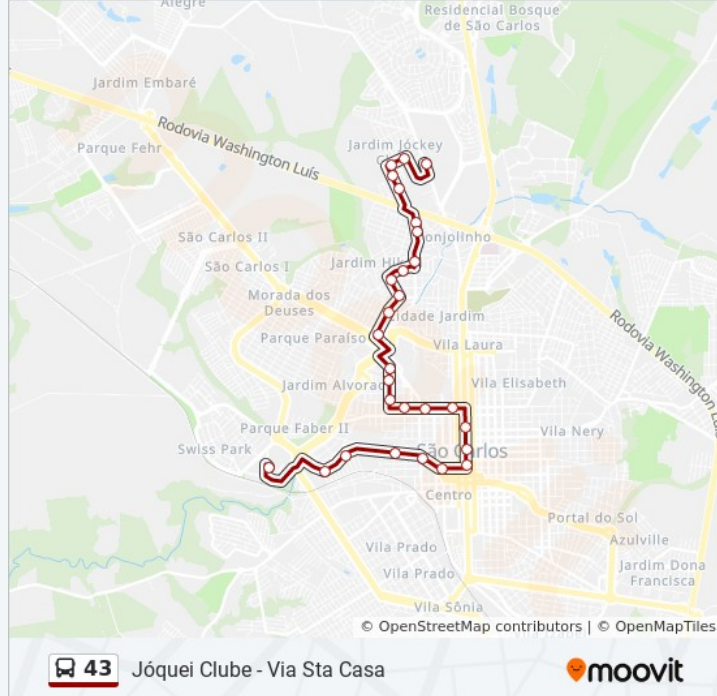 Alegre
Residencial Bosque
de São Carlos
Jardim Embaré
Rodovia Washington Luís
Parque Fehr
Jardim Jóckey
São Carlos II
São Carlos I
Jardim
Morada dos
Deuses
Cidade Jardim
Parque Paraíso
Vila Laura
Rodovia Washington Luís
Jardim Alvorad
Vila Elisabeth
Parque Faber II
Vila Nery
Swiss Park
São Carlos
Centro
Portal do Sol
Azulville
Vila Prado
Jardim Dona
Francisca
Vila Prado
Vila Sônia
© OpenStreetMap contributors | © OpenMapTiles
43 Jóquei Clube - Via Sta Casa
moovit